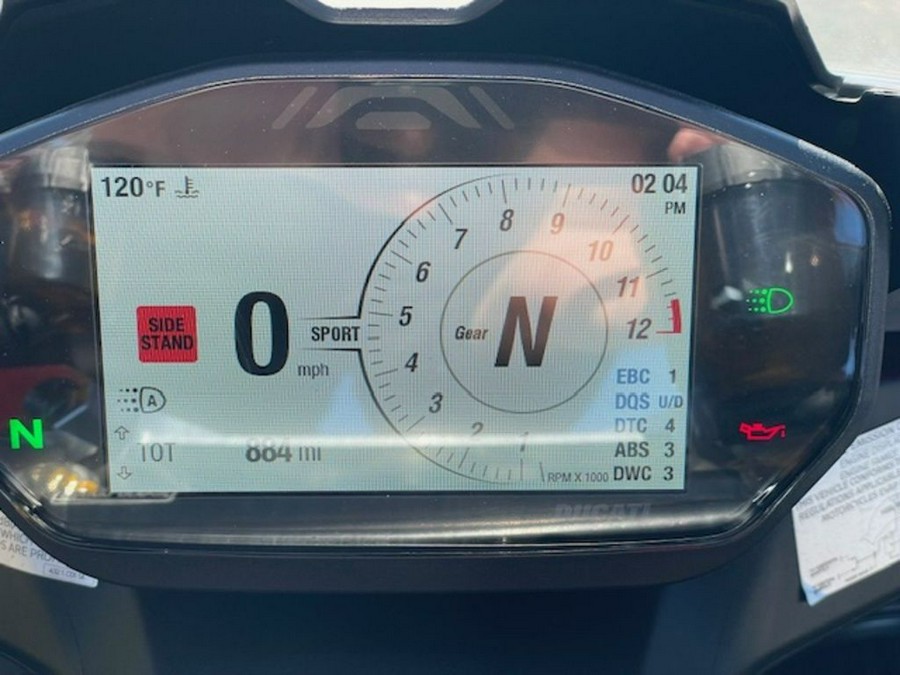 120°F
02 04
PM
8
9
7
10
6
11
5
12
4
3
2
1
SIDE
STAND
0
mph
SPORT
Gear
N
A
N
TOT 884 mi
EBC 1
DQS U/D
DTC 4
ABS 3
DWC 3
RPM X 1000
DUCATI